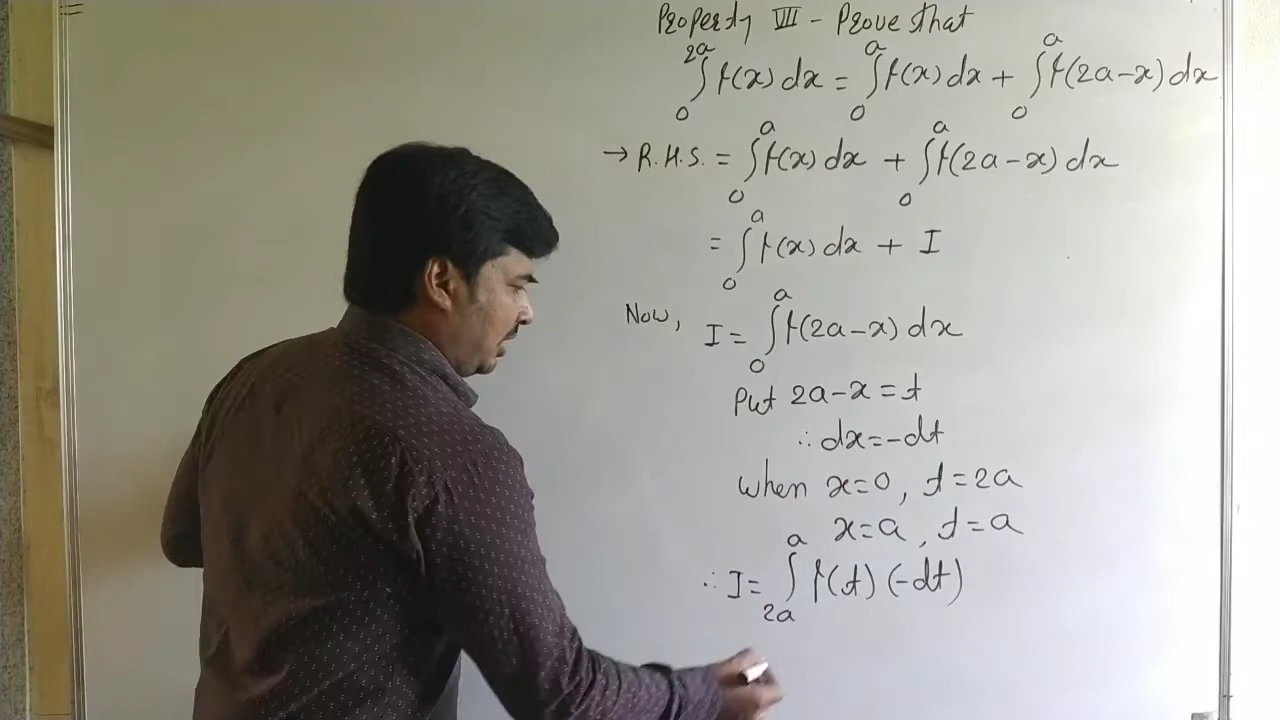 Property VII - Prove that
∫₀²ᵃ f(x) dx = ∫₀ᵃ f(x) dx + ∫₀ᵃ f(2a-x) dx
→ R.H.S. = ∫₀ᵃ f(x) dx + ∫₀ᵃ f(2a-x) dx
= ∫₀ᵃ f(x) dx + I
Now, I = ∫₀ᵃ f(2a-x) dx
Put 2a-x = t
∴ dx = -dt
When x=0, t=2a
x=a, t=a
∴ I = ∫₂ₐᵃ f(t) (-dt)